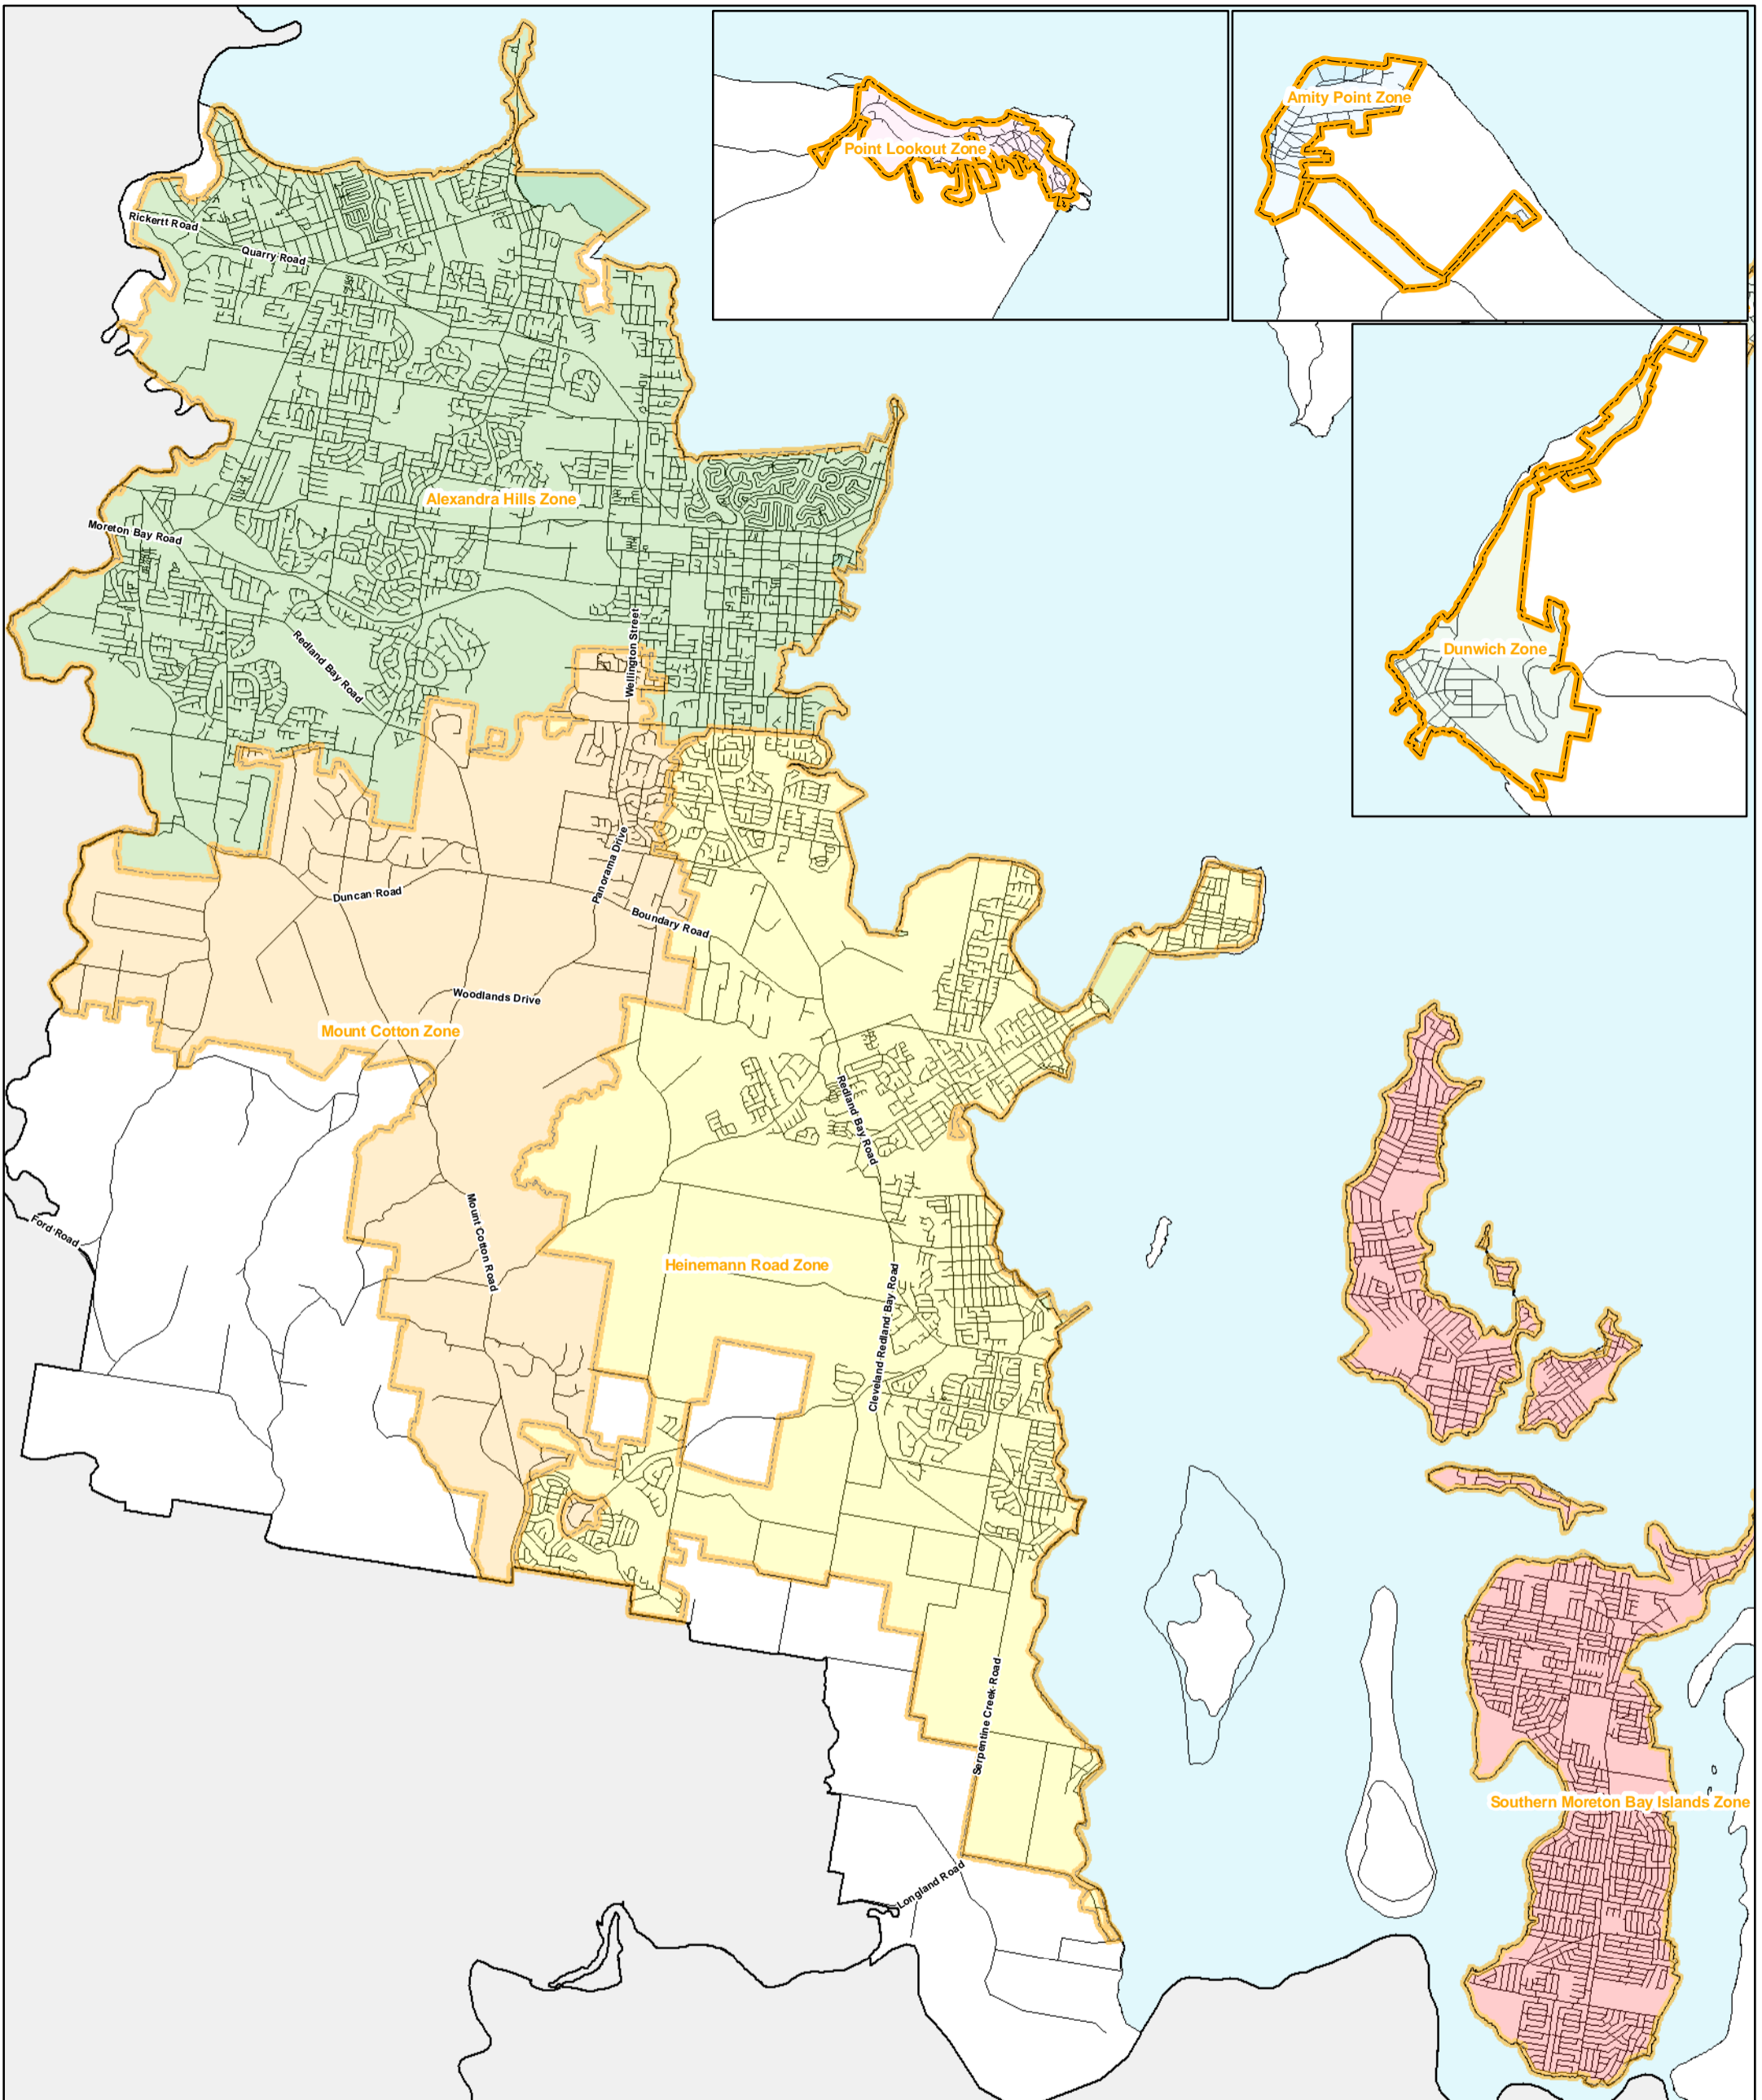 Amity Point Zone
Point Lookout Zone
Rickertt Road
Quarry Road
Alexandra Hills Zone
Moreton Bay Road
Redland Bay Road
Wellington Street
Dunwich Zone
Panorama Drive
Duncan Road
Boundary Road
Woodlands Drive
Mount Cotton Zone
Redland Bay Road
Ford Road
Mount Cotton Road
Heinemann Road Zone
Cleveland Redland Bay Road
Serpentine Creek Road
Southern Moreton Bay Islands Zone
Longland Road